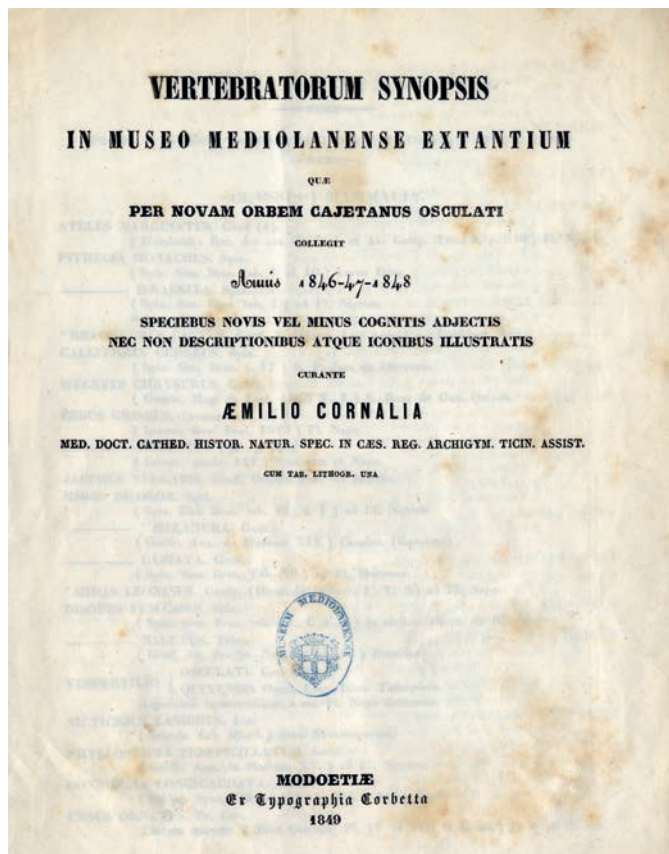 VERTEBRATORUM SYNOPSIS
IN MUSEO MEDIOLANENSE EXTANTIUM
QUÆ
PER NOVAM ORBEM CAJETANUS OSCULATI
COLLEGIT
Annis 1846-47-1848
SPECIEBUS NOVIS VEL MINUS COGNITIS ADJECTIS
NEC NON DESCRIPTIONIBUS ATQUE ICONIBUS ILLUSTRATIS
CURANTE
ÆMILIO CORNALIA
MED. DOCT. CATHED. HISTOR. NATUR. SPEC. IN CÆS. REG. ARCHIGYM. TICIN. ASSIST.
CUM TAB. LITHOGR. UNA
MUSEUM MEDIOLANENSE
MODOETIÆ
Ex Typographia Corbetta
1849